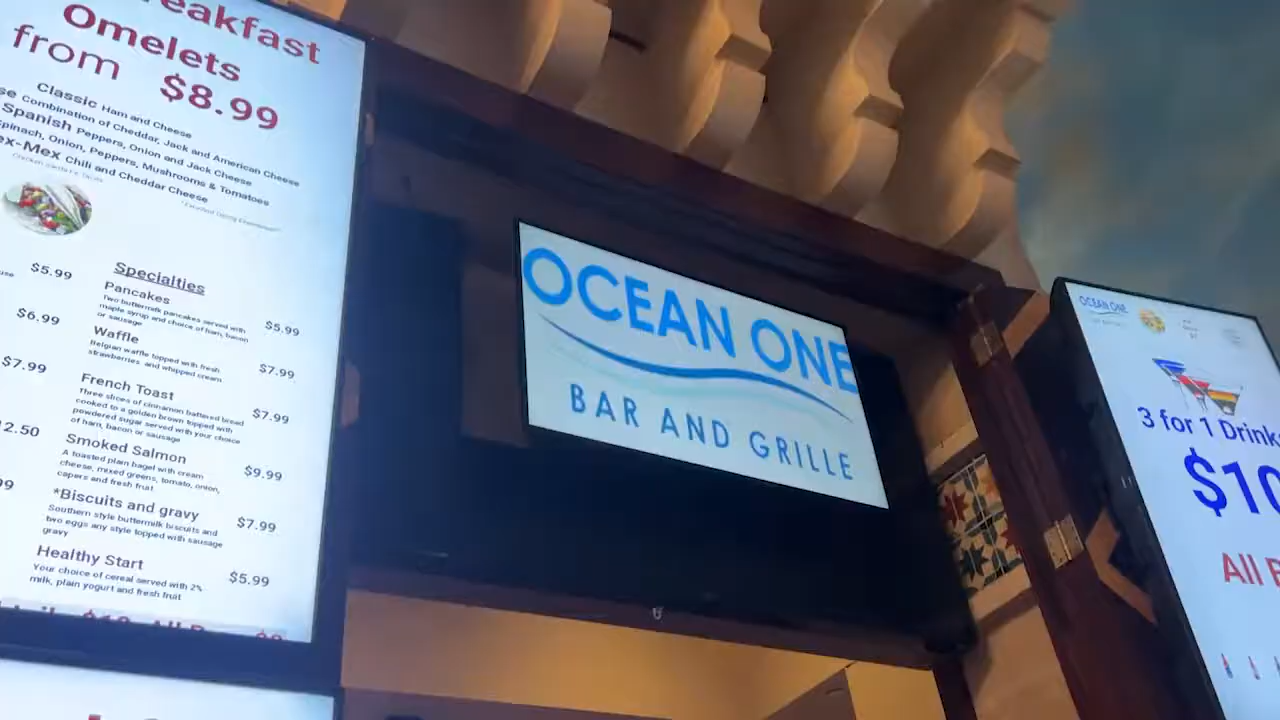 Omelets
from $8.99
Classic Ham and Cheese
Combination of Cheddar, Jack and American Cheese
Spanish Peppers, Onion and Jack Cheese
Onion, Peppers, Mushrooms & Tomatoes
Chili and Cheddar Cheese
$5.99
$6.99
$7.99
Specialties
Pancakes $5.99
Two buttermilk pancakes served with
maple syrup and choice of ham, bacon
or sausage
Waffle $7.99
Belgian waffle topped with fresh
strawberries and whipped cream
French Toast $7.99
Three slices of cinnamon battered bread
cooked to a golden brown topped with
powdered sugar served with your choice
of ham, bacon or sausage
Smoked Salmon $9.99
A toasted plain bagel with cream
cheese, mixed greens, tomato, onion,
capers and fresh fruit
*Biscuits and gravy $7.99
Southern style buttermilk biscuits and
two eggs any style topped with sausage
gravy
Healthy Start $5.99
Your choice of cereal served with 2%
milk, plain yogurt and fresh fruit
OCEAN ONE
BAR AND GRILLE
OCEAN ONE
3 for 1
All